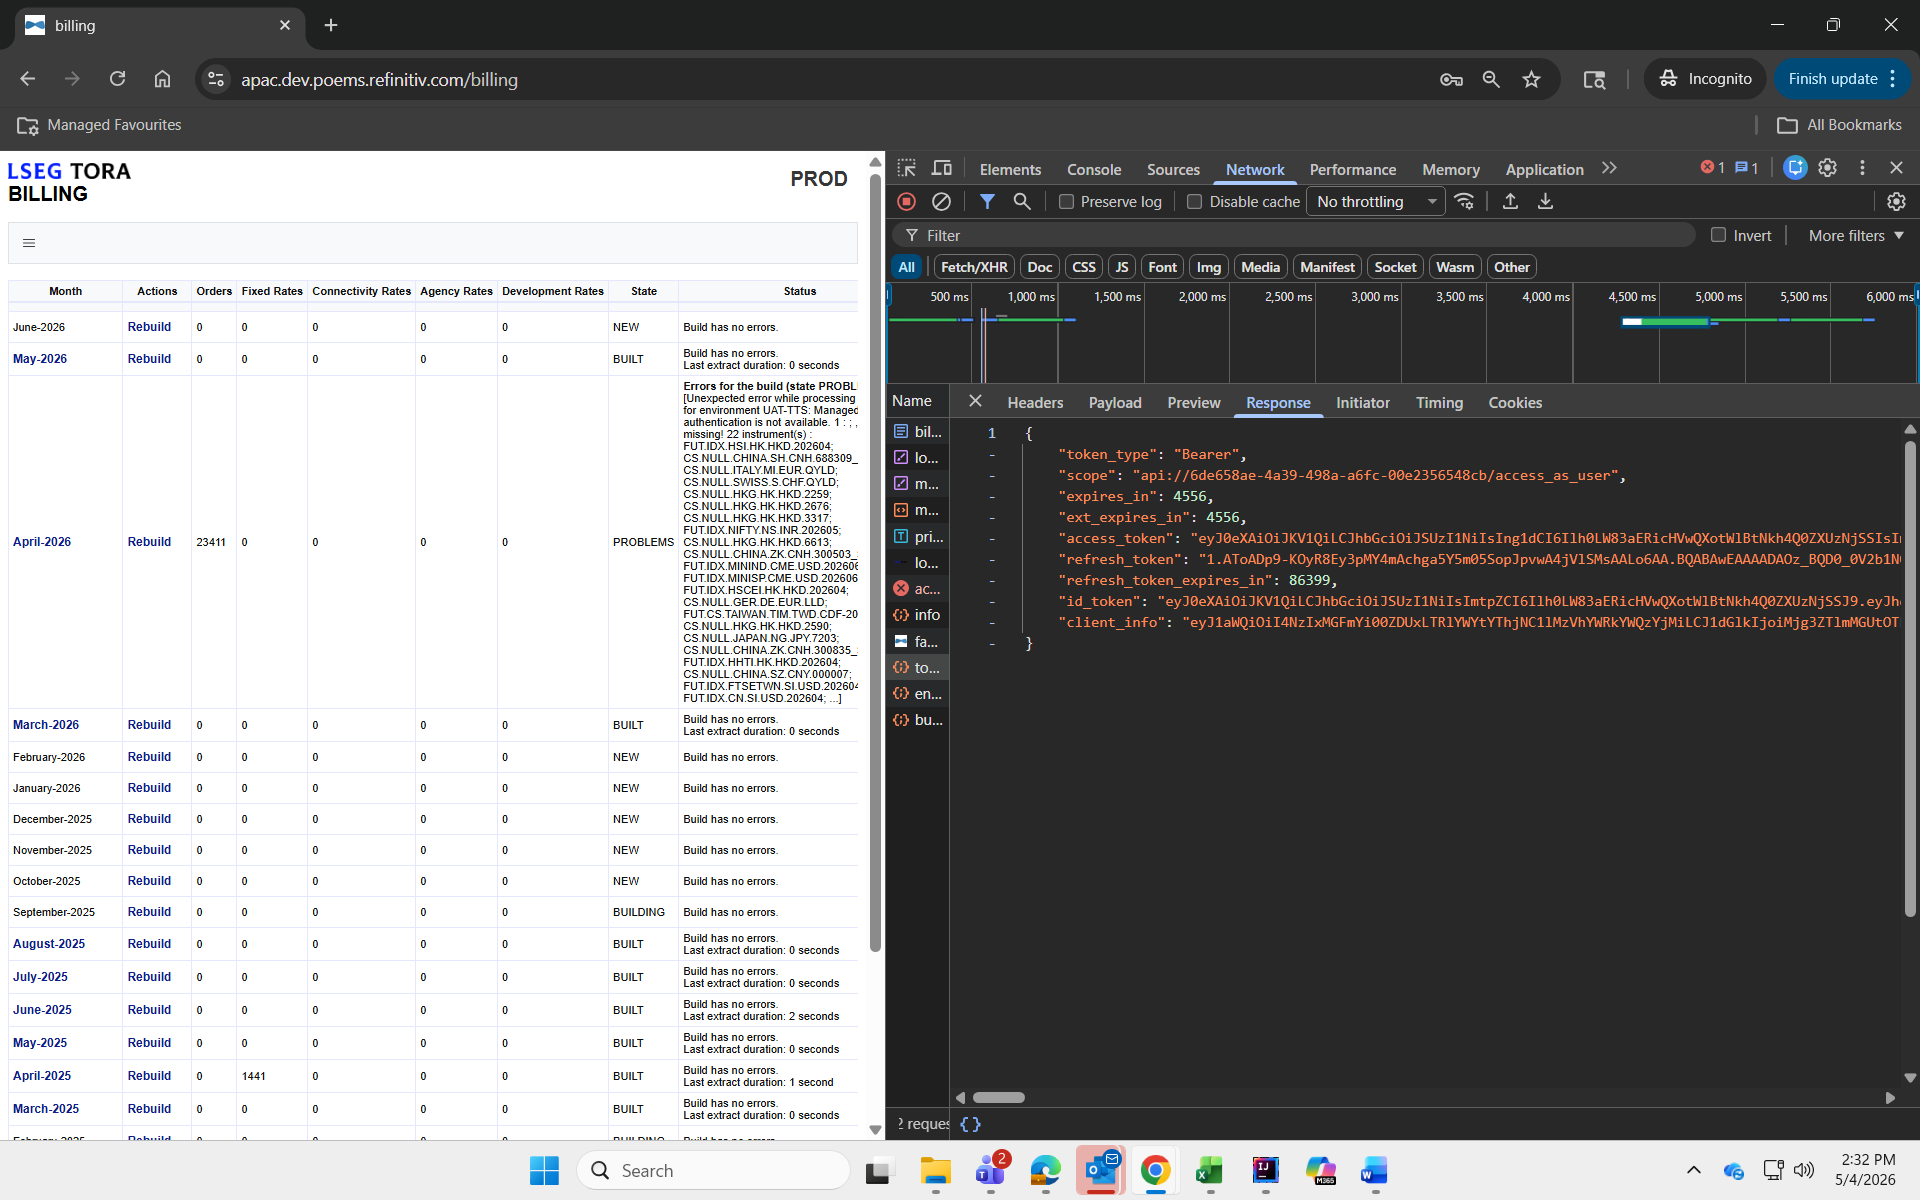 billing
apac.dev.poems.refinitiv.com/billing
Incognito
Finish update
Managed Favourites
All Bookmarks
LSEG TORA
BILLING
PROD
Month Actions Orders Fixed Rates Connectivity Rates Agency Rates Development Rates State Status
June-2026 Rebuild 0 0 0 0 0 NEW Build has no errors.
May-2026 Rebuild 0 0 0 0 0 BUILT Build has no errors.
Last extract duration: 0 seconds
April-2026 Rebuild 23411 0 0 0 0 PROBLEMS
Errors for the build (state PROBL
[Unexpected error while processing
for environment UAT-TTS: Managed
authentication is not available. 1 : ; ,
missing! 22 instrument(s) :
FUT.IDX.HSI.HK.HKD.202604;
CS.NULL.CHINA.SH.CNH.688309_
CS.NULL.ITALY.MI.EUR.QYLD;
CS.NULL.SWISS.S.CHF.QYLD;
CS.NULL.HKG.HK.HKD.2259;
CS.NULL.HKG.HK.HKD.2676;
CS.NULL.HKG.HK.HKD.3317;
FUT.IDX.NIFTY.NS.INR.202605;
CS.NULL.HKG.HK.HKD.6613;
CS.NULL.CHINA.ZK.CNH.300503_
FUT.IDX.MININD.CME.USD.202606
FUT.IDX.MINISP.CME.USD.202606
FUT.IDX.HSCEI.HK.HKD.202604;
CS.NULL.GER.DE.EUR.LLD;
FUT.CS.TAIWAN.TIM.TWD.CDF-20
CS.NULL.HKG.HK.HKD.2590;
CS.NULL.JAPAN.NG.JPY.7203;
CS.NULL.CHINA.ZK.CNH.300835_
FUT.IDX.HHTI.HK.HKD.202604;
CS.NULL.CHINA.SZ.CNY.000007;
FUT.IDX.FTSETWN.SI.USD.202604
FUT.IDX.CN.SI.USD.202604; ...]
March-2026 Rebuild 0 0 0 0 0 BUILT Build has no errors.
Last extract duration: 0 seconds
February-2026 Rebuild 0 0 0 0 0 NEW Build has no errors.
January-2026 Rebuild 0 0 0 0 0 NEW Build has no errors.
December-2025 Rebuild 0 0 0 0 0 NEW Build has no errors.
November-2025 Rebuild 0 0 0 0 0 NEW Build has no errors.
October-2025 Rebuild 0 0 0 0 0 NEW Build has no errors.
September-2025 Rebuild 0 0 0 0 0 BUILDING Build has no errors.
August-2025 Rebuild 0 0 0 0 0 BUILT Build has no errors.
Last extract duration: 0 seconds
July-2025 Rebuild 0 0 0 0 0 BUILT Build has no errors.
Last extract duration: 0 seconds
June-2025 Rebuild 0 0 0 0 0 BUILT Build has no errors.
Last extract duration: 2 seconds
May-2025 Rebuild 0 0 0 0 0 BUILT Build has no errors.
Last extract duration: 0 seconds
April-2025 Rebuild 0 1441 0 0 0 BUILT Build has no errors.
Last extract duration: 1 second
March-2025 Rebuild 0 0 0 0 0 BUILT Build has no errors.
Last extract duration: 0 seconds
Elements Console Sources Network Performance Memory Application 1 1
Preserve log Disable cache No throttling
Filter Invert More filters
All Fetch/XHR Doc CSS JS Font Img Media Manifest Socket Wasm Other
500 ms 1,000 ms 1,500 ms 2,000 ms 2,500 ms 3,000 ms 3,500 ms 4,000 ms 4,500 ms 5,000 ms 5,500 ms 6,000 ms
Name Headers Payload Preview Response Initiator Timing Cookies
bil...
lo...
m...
m...
pri...
lo...
ac...
info
fa...
to...
en...
bu...
1 {
- "token_type": "Bearer",
- "scope": "api://6de658ae-4a39-498a-a6fc-00e2356548cb/access_as_user",
- "expires_in": 4556,
- "ext_expires_in": 4556,
- "access_token":
- "refresh_token":
- "refresh_token_expires_in": 86399,
- "id_token":
- "client_info":
- }
2 reques
Search
2
IJ
M365
2:32 PM
5/4/2026